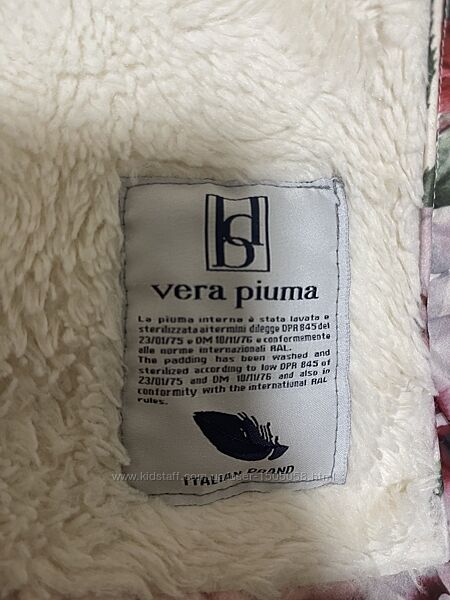 bd
vera piuma
La piuma interna è stata lavata e
sterilizzata aitermini dilegge DPR 845 del
23/01/75 e DM 10/11/76 e conformemente
alle norme internazionali RAL.
The padding has been washed and
sterilized according to low DPR 845 of
23/01/75 and DM 10/11/76 and also in
conformity with the international RAL
rules.
ITALIAN BRAND